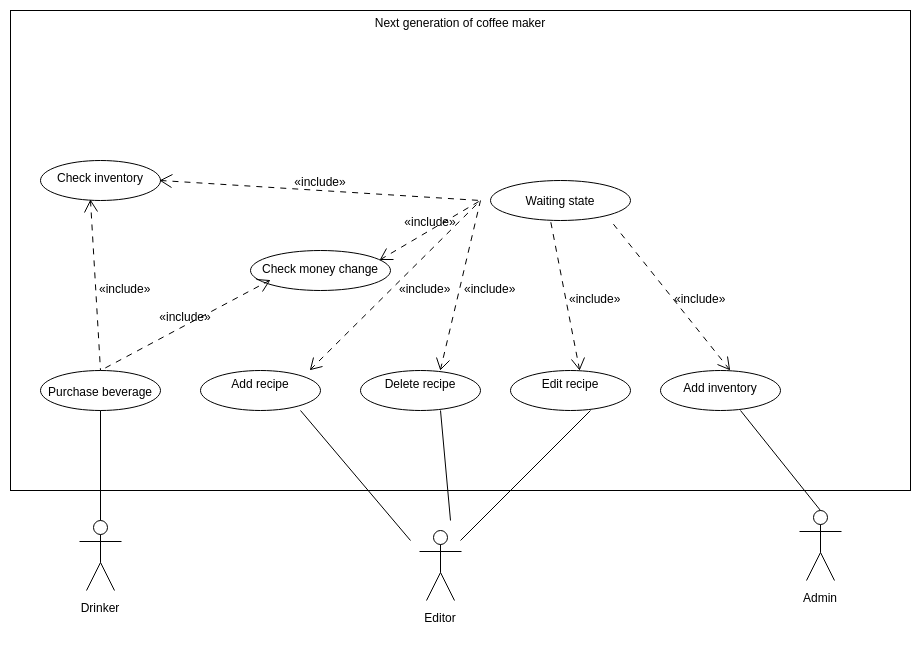 Next generation of coffee maker
Check inventory
«include»
Waiting state
«include»
Check money change
«include»
«include»
«include»
«include»
«include»
«include»
Purchase beverage
Add recipe
Delete recipe
Edit recipe
Add inventory
Drinker
Editor
Admin